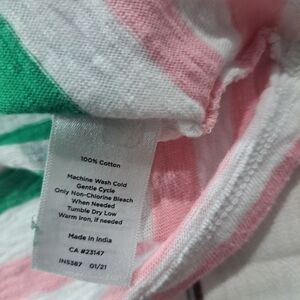 100% Cotton
Machine Wash Cold
Gentle Cycle
Only Non-Chlorine Bleach
When Needed
Tumble Dry Low
Warm Iron, if needed
Made in India
CA #23147
IN5387 01/21